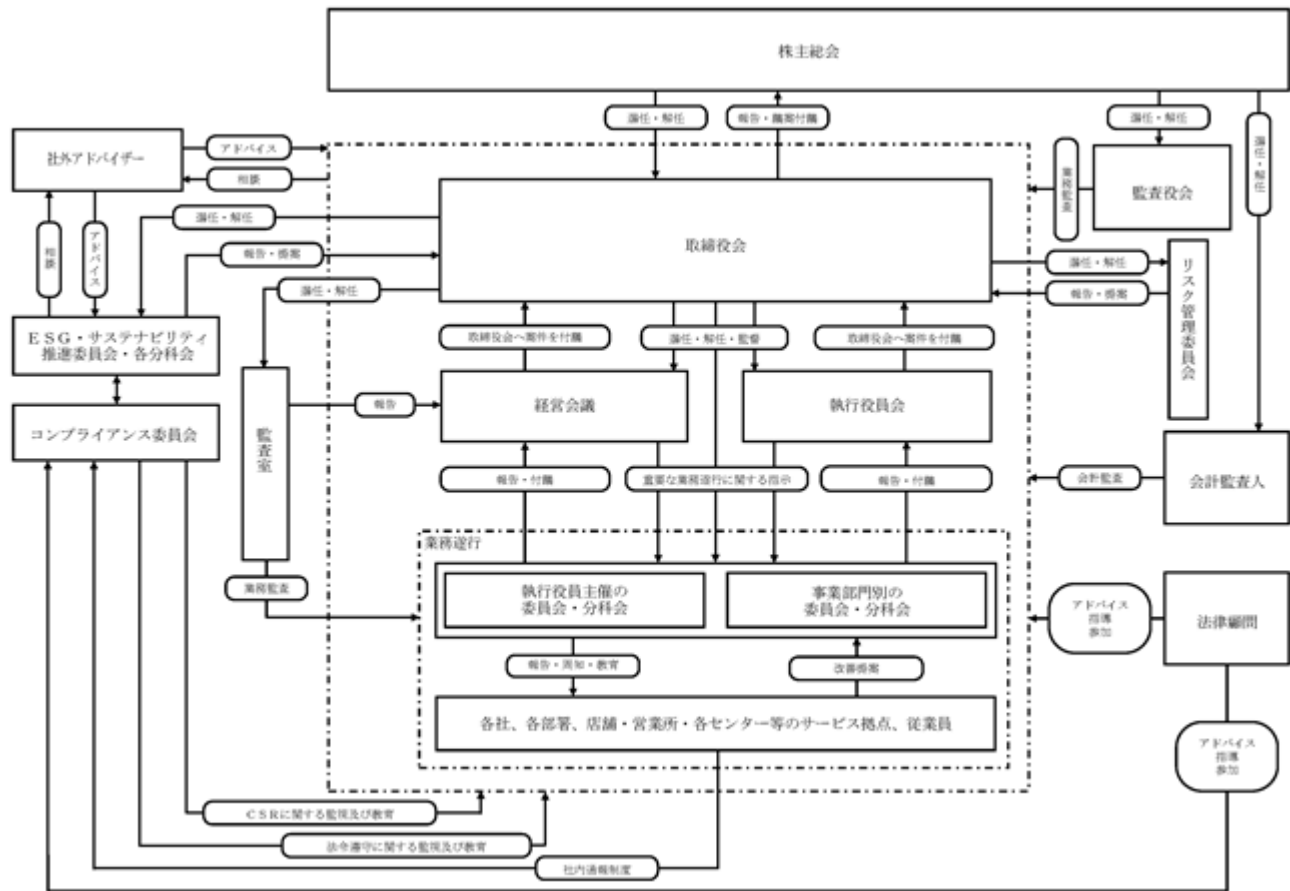 株主総会
選任・解任
報告・議案付議
選任・解任
選任・解任
社外アドバイザー
アドバイス
相談
業務監査
監査役会
選任・解任
取締役会
相談
アドバイス
報告・提案
選任・解任
報告・提案
リスク管理委員会
選任・解任
ESG・サステナビリティ
推進委員会・各分科会
取締役会へ案件を付議
選任・解任・監督
取締役会へ案件を付議
コンプライアンス委員会
監査室
報告
経営会議
執行役員会
報告・付議
重要な業務遂行に関する指示
報告・付議
会計監査
会計監査人
業務遂行
業務監査
執行役員主催の
委員会・分科会
事業部門別の
委員会・分科会
アドバイス
指導
参加
法律顧問
報告・周知・教育
改善提案
各社、各部署、店舗・営業所・各センター等のサービス拠点、従業員
アドバイス
指導
参加
CSRに関する監視及び教育
法令遵守に関する監視及び教育
社内通報制度